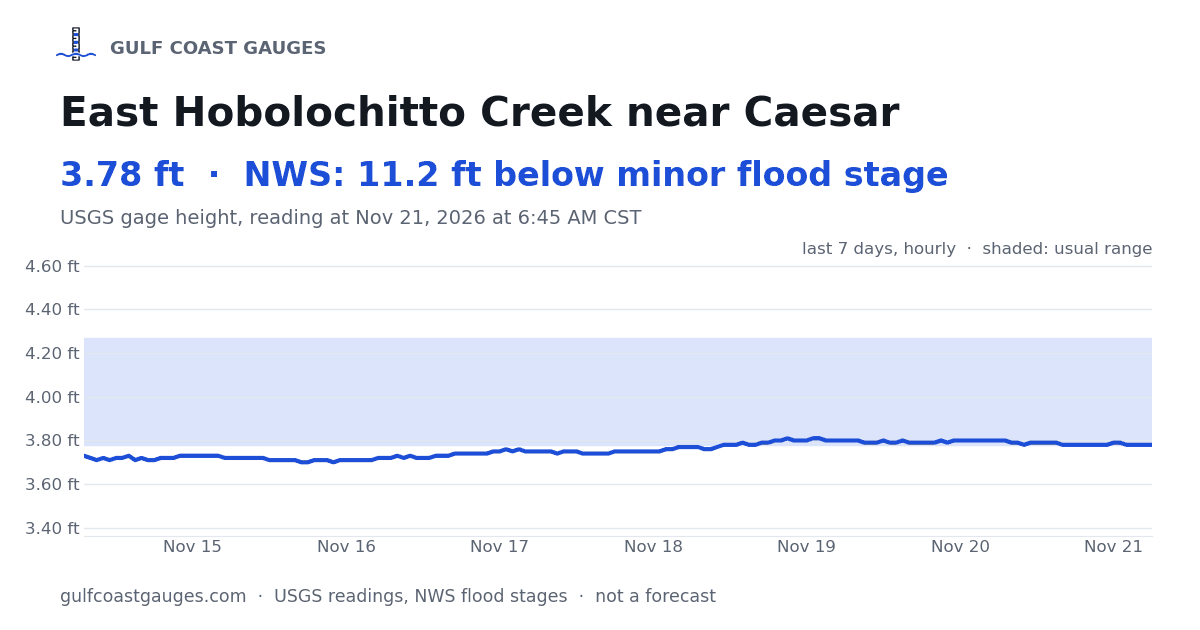 GULF COAST GAUGES
East Hobolochitto Creek near Caesar
3.78 ft · NWS: 11.2 ft below minor flood stage
USGS gage height, reading at Nov 21, 2026 at 6:45 AM CST
last 7 days, hourly · shaded: usual range
4.60 ft
4.40 ft
4.20 ft
4.00 ft
3.80 ft
3.60 ft
3.40 ft
Nov 15 Nov 16 Nov 17 Nov 18 Nov 19 Nov 20 Nov 21
gulfcoastgauges.com · USGS readings, NWS flood stages · not a forecast